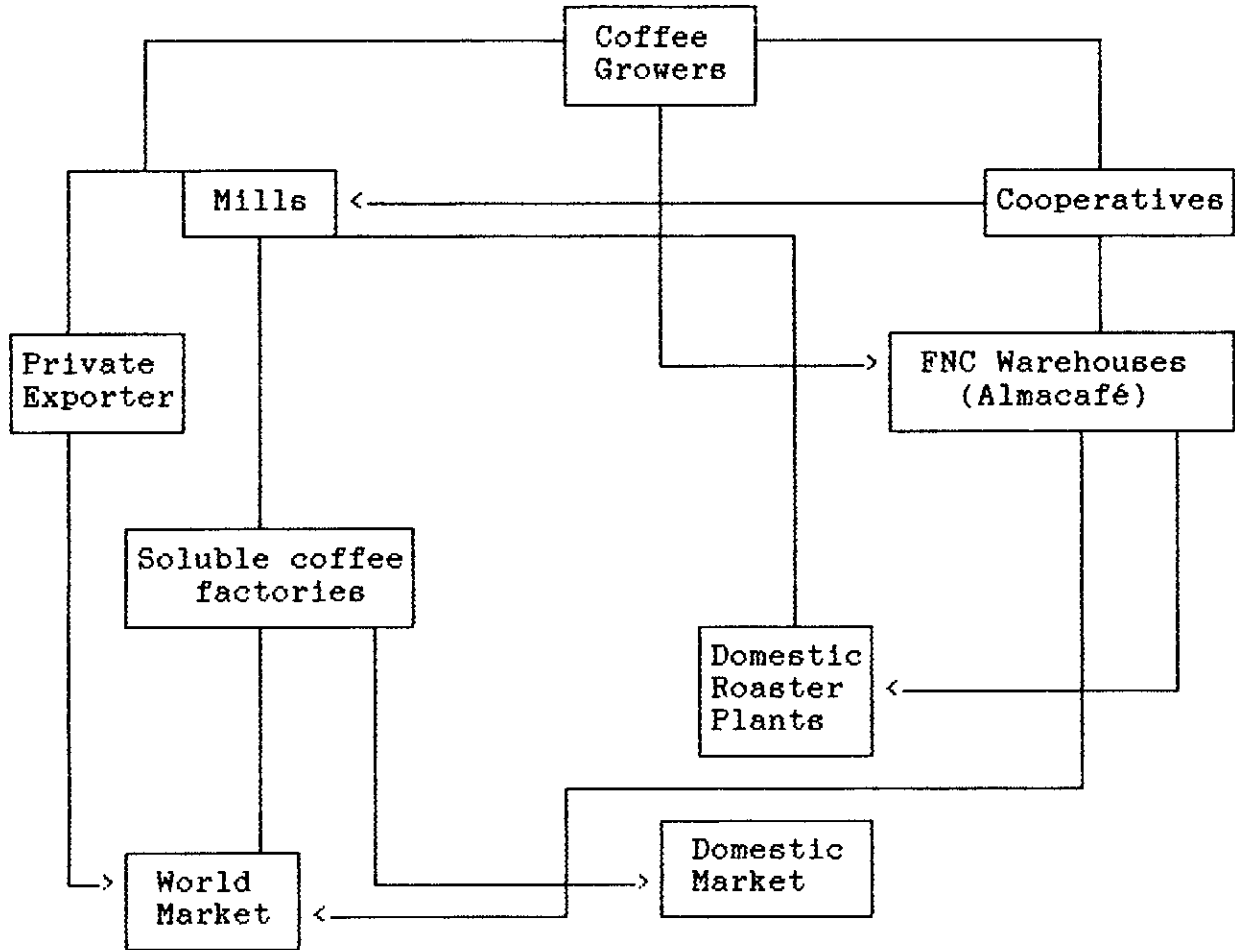 Coffee
Growers
Mills
Cooperatives
Private
Exporter
FNC Warehouses
(Almacafé)
Soluble coffee
factories
Domestic
Roaster
Plants
World
Market
Domestic
Market